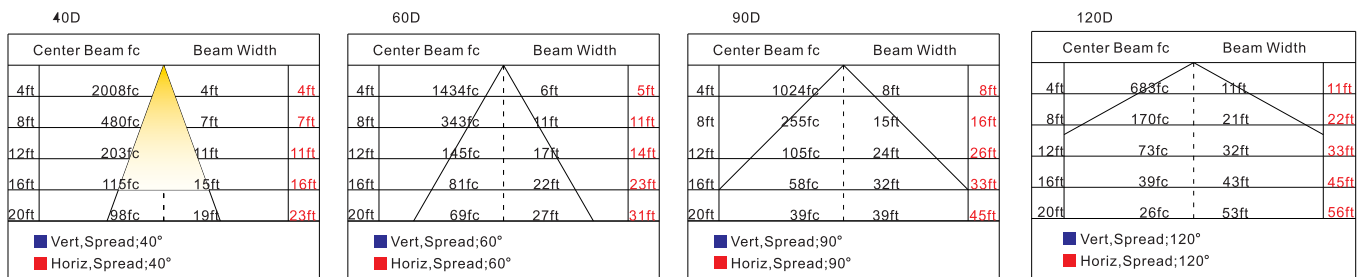 40D
Center Beam fc Beam Width
4ft 2008fc 4ft 4ft
8ft 480fc 7ft 7ft
12ft 203fc 11ft 11ft
16ft 115fc 15ft 16ft
20ft 98fc 19ft 23ft
Vert,Spread;40°
Horiz,Spread;40°
60D
Center Beam fc Beam Width
4ft 1434fc 6ft 5ft
8ft 343fc 11ft 11ft
12ft 145fc 17ft 14ft
16ft 81fc 22ft 23ft
20ft 69fc 27ft 31ft
Vert,Spread;60°
Horiz,Spread;60°
90D
Center Beam fc Beam Width
4ft 1024fc 8ft 8ft
8ft 255fc 15ft 16ft
12ft 105fc 24ft 26ft
16ft 58fc 32ft 33ft
20ft 39fc 39ft 45ft
Vert,Spread;90°
Horiz,Spread;90°
120D
Center Beam fc Beam Width
4ft 683fc 11ft 11ft
8ft 170fc 21ft 22ft
12ft 73fc 32ft 33ft
16ft 39fc 43ft 45ft
20ft 26fc 53ft 56ft
Vert,Spread;120°
Horiz,Spread;120°